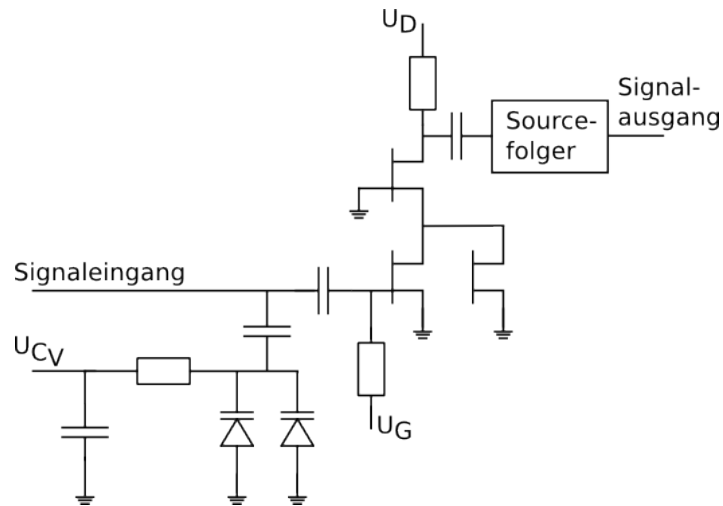 U_D
Signal-
ausgang
Source-
folger
Signaleingang
U_CV
U_G